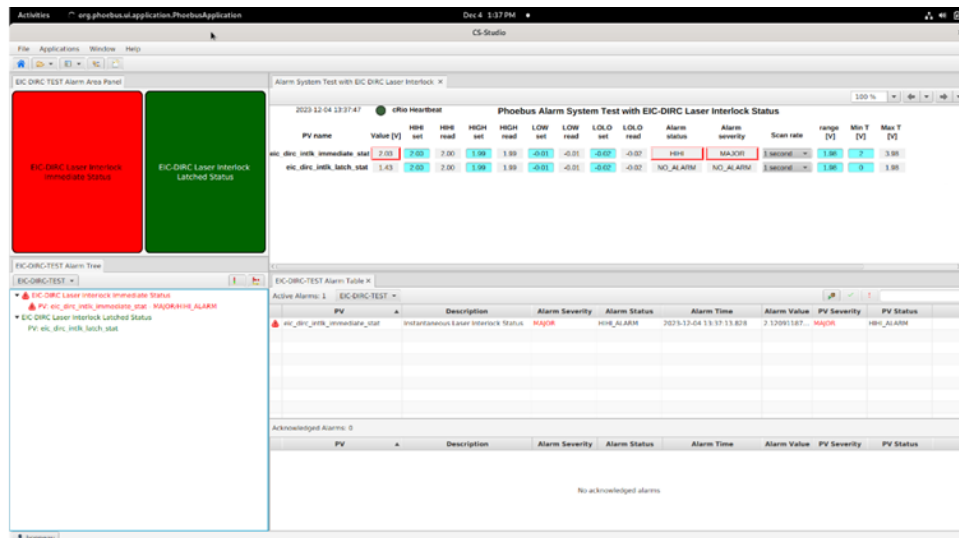 Activities org.phoebus.ui.application.PhoebusApplication Dec 4 1:37 PM
CS-Studio
File Applications Window Help
EIC DIRC TEST Alarm Area Panel
Alarm System Test with EIC DIRC Laser Interlock ×
100 %
2023-12-04 13:37:47 cRio Heartbeat Phoebus Alarm System Test with EIC-DIRC Laser Interlock Status
PV name Value [V] HIHI set HIHI read HIGH set HIGH read LOW set LOW read LOLO set LOLO read Alarm status Alarm severity Scan rate range [V] Min T [V] Max T [V]
eic_dirc_intlk_immediate_stat 2.03 2.00 1.99 1.99 -0.01 -0.01 -0.02 -0.02 HIHI MAJOR 1 second 1.98 2 3.98
eic_dirc_intlk_latch_stat 1.43 2.00 1.99 1.99 -0.01 -0.01 -0.02 -0.02 NO_ALARM NO_ALARM 1 second 1.98 0 1.98
EIC-DIRC Laser Interlock
Immediate Status
EIC-DIRC Laser Interlock
Latched Status
EIC-DIRC-TEST Alarm Tree
EIC-DIRC-TEST
EIC-DIRC Laser Interlock Immediate Status
PV: eic_dirc_intlk_immediate_stat MAJOR/HIHI_ALARM
EIC-DIRC Laser Interlock Latched Status
PV: eic_dirc_intlk_latch_stat
EIC-DIRC-TEST Alarm Table ×
Active Alarms: 1 EIC-DIRC-TEST
PV Description Alarm Severity Alarm Status Alarm Time Alarm Value PV Severity PV Status
eic_dirc_intlk_immediate_stat Instantaneous Laser Interlock Status MAJOR HIHI_ALARM 2023-12-04 13:37:13.828 2.12091187... MAJOR HIHI_ALARM
Acknowledged Alarms: 0
PV Description Alarm Severity Alarm Status Alarm Time Alarm Value PV Severity PV Status
No acknowledged alarms